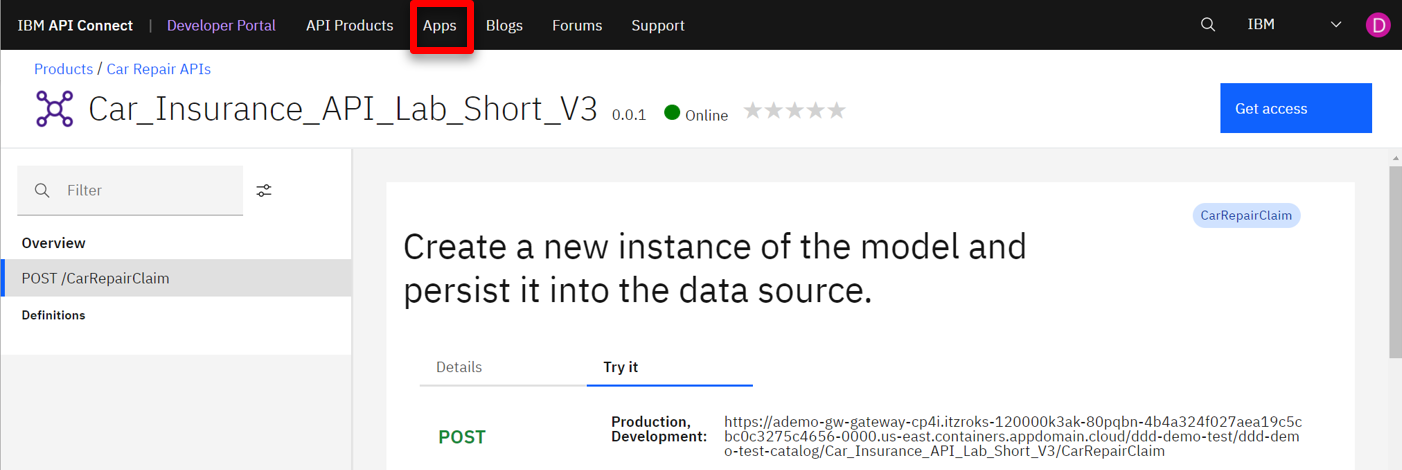 IBM API Connect | Developer Portal API Products Apps Blogs Forums Support IBM D
Products / Car Repair APIs
Car_Insurance_API_Lab_Short_V3 0.0.1 Online Get access
Filter
Overview
POST /CarRepairClaim
Definitions
CarRepairClaim
Create a new instance of the model and
persist it into the data source.
Details Try it
POST
Production,
Development:
https://ademo-gw-gateway-cp4i.itzroks-120000k3ak-80pqbn-4b4a324f027aea19c5c
bc0c3275c4656-0000.us-east.containers.appdomain.cloud/ddd-demo-test/ddd-dem
o-test-catalog/Car_Insurance_API_Lab_Short_V3/CarRepairClaim